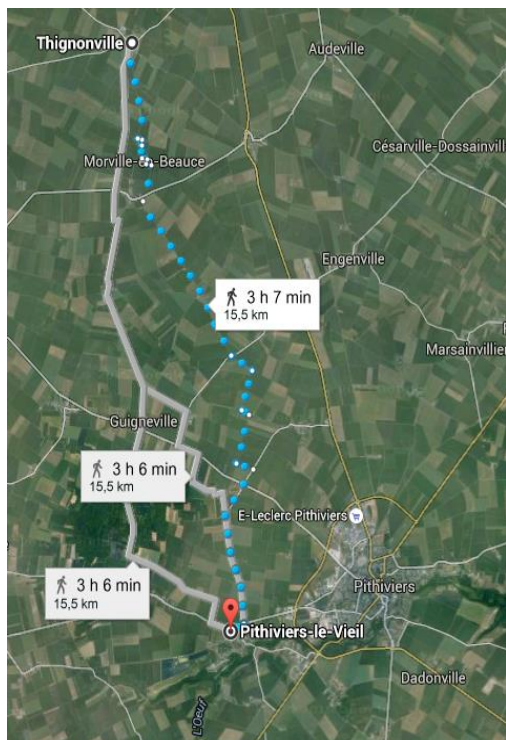 Thignonville
Audeville
Morville-en-Beauce
Césarville-Dossainvill
Engenville
3 h 7 min
15,5 km
Marsainvillier
Guigneville
3 h 6 min
15,5 km
E-Leclerc Pithiviers
3 h 6 min
15,5 km
Pithiviers
Pithiviers-le-Vieil
Dadonville
L'Oeuf